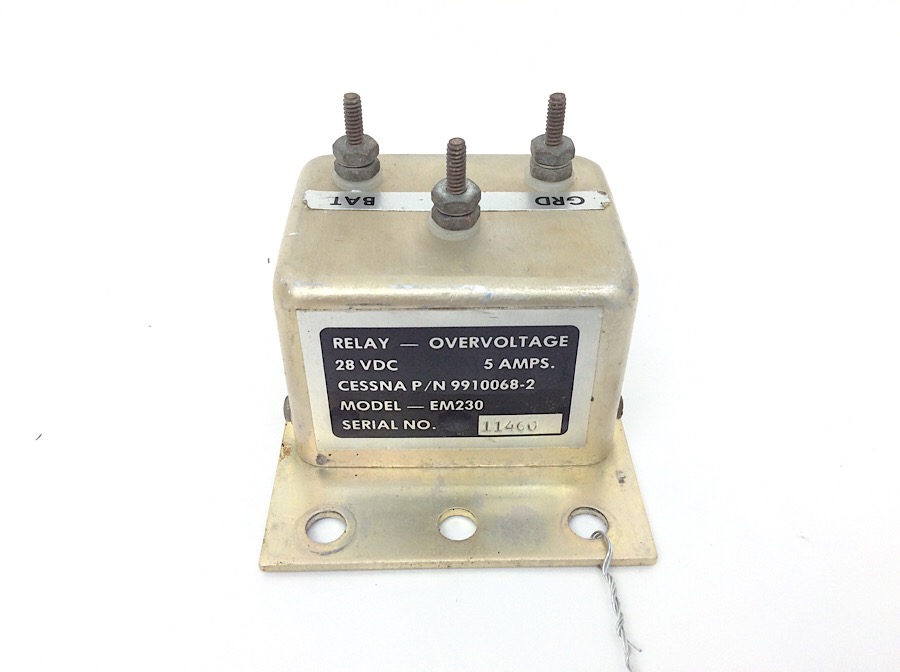 BAT GRD
RELAY — OVERVOLTAGE
28 VDC 5 AMPS.
CESSNA P/N 9910068-2
MODEL — EM230
SERIAL NO. 11460